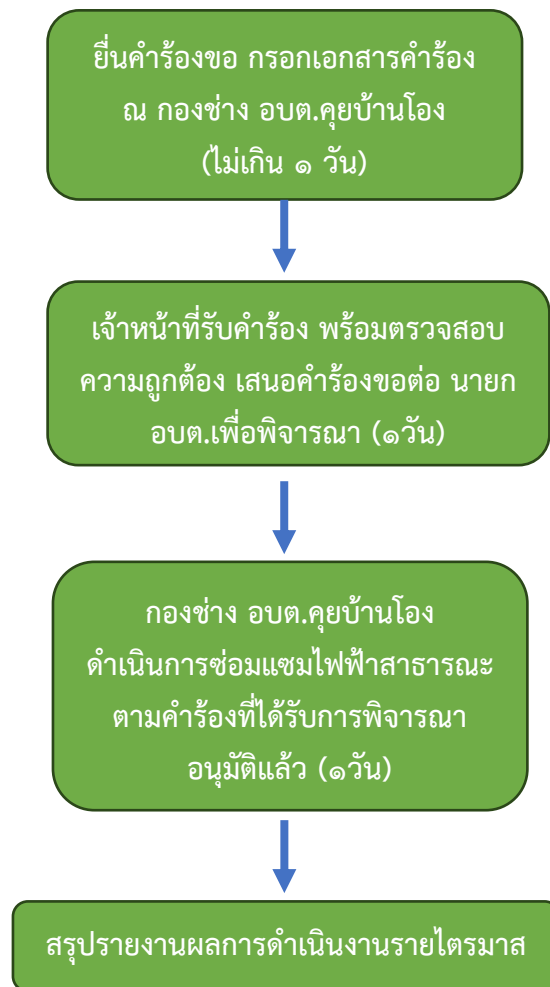 ยื่นคำร้องขอ กรอกเอกสารคำร้อง
ณ กองช่าง อบต.คุยบ้านโอง
(ไม่เกิน ๑ วัน)
เจ้าหน้าที่รับคำร้อง พร้อมตรวจสอบ
ความถูกต้อง เสนอคำร้องขอต่อ นายก
อบต.เพื่อพิจารณา (๑วัน)
กองช่าง อบต.คุยบ้านโอง
ดำเนินการซ่อมแซมไฟฟ้าสาธารณะ
ตามคำร้องที่ได้รับการพิจารณา
อนุมัติแล้ว (๑วัน)
สรุปรายงานผลการดำเนินงานรายไตรมาส